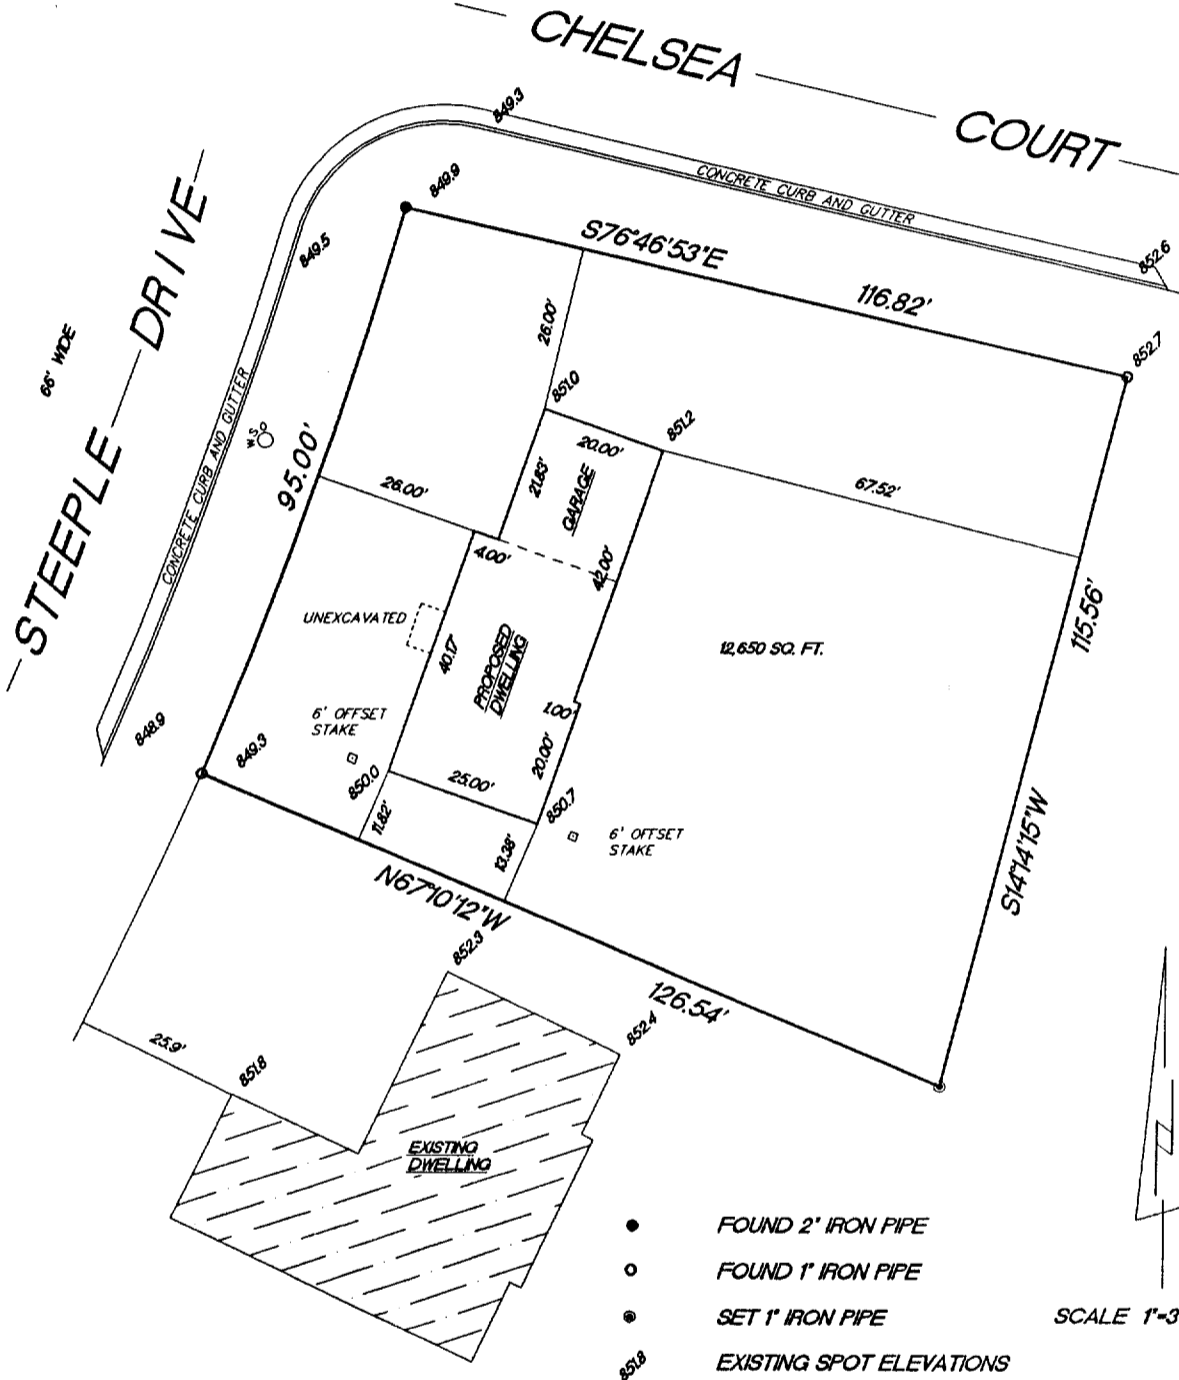 CHELSEA COURT
849.3
CONCRETE CURB AND GUTTER
849.9
852.6
S76°46'53"E
116.82'
849.5
852.7
STEEPLE DRIVE
66' WIDE
CONCRETE CURB AND GUTTER
W.S.O
95.00'
26.00'
851.0
851.2
20.00'
21.83'
GARAGE
67.52'
26.00'
4.00'
42.00'
UNEXCAVATED
40.17'
PROPOSED
DWELLING
12,650 SQ. FT.
115.56'
1.00'
6' OFFSET
STAKE
848.9
849.3
850.0
25.00'
20.00'
850.7
11.82'
13.38'
6' OFFSET
STAKE
S14°14'15"W
N67°10'12"W
852.3
126.54'
852.4
25.9'
851.8
EXISTING
DWELLING
FOUND 2" IRON PIPE
FOUND 1" IRON PIPE
SET 1" IRON PIPE
SCALE 1"=3
851.8
EXISTING SPOT ELEVATIONS